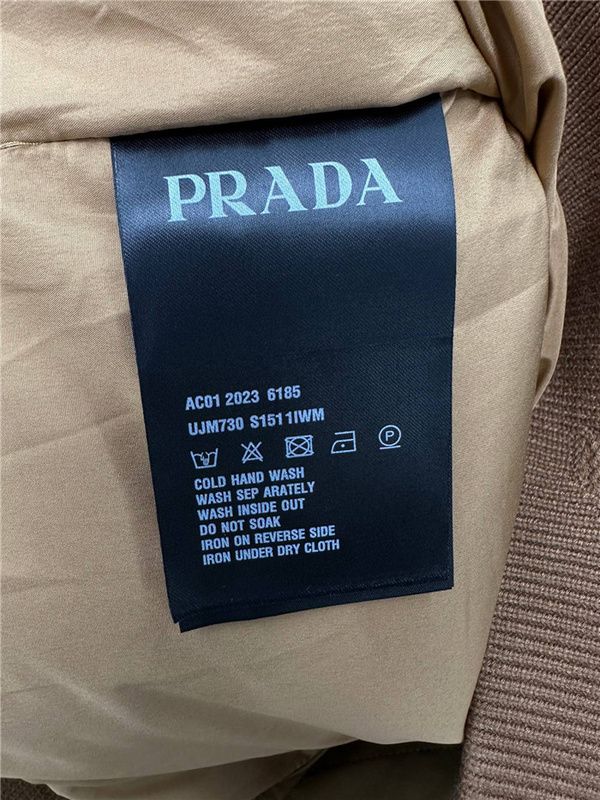 PRADA
AC01 2023 6185
UJM730 S1511IWM
P
COLD HAND WASH
WASH SEP ARATELY
WASH INSIDE OUT
DO NOT SOAK
IRON ON REVERSE SIDE
IRON UNDER DRY CLOTH